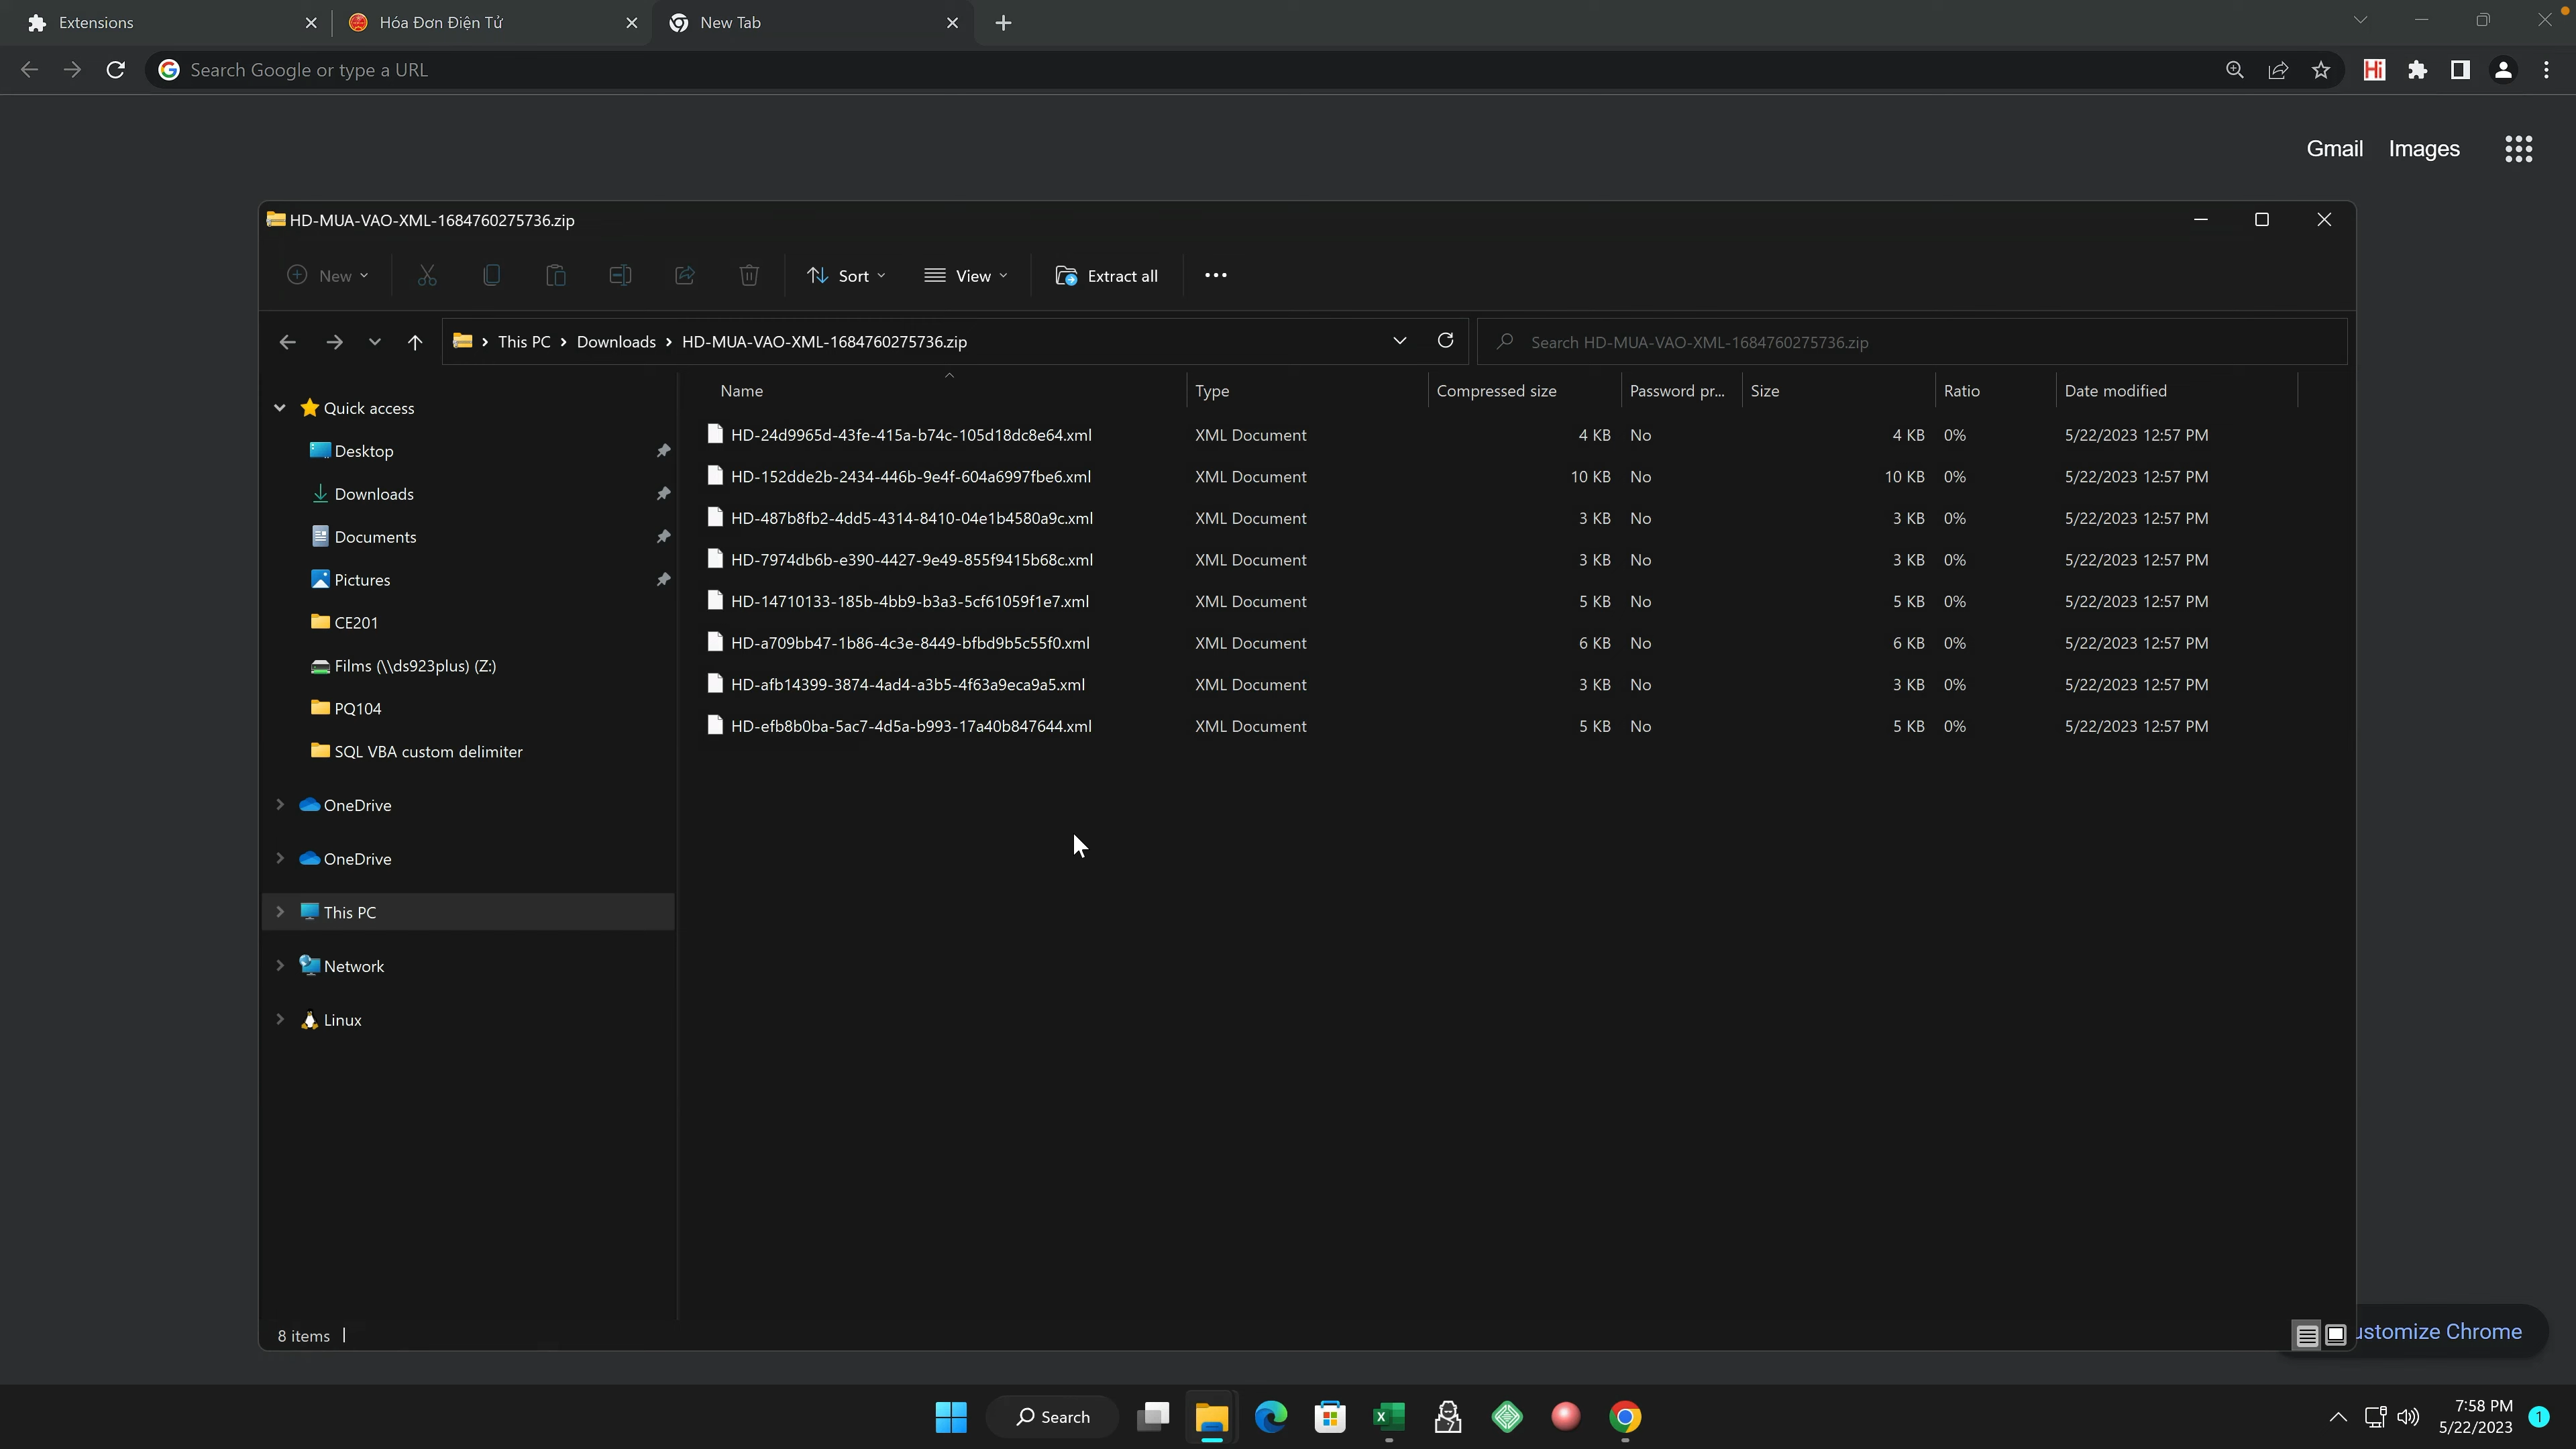 Extensions
Hóa Đơn Điện Tử
New Tab
Search Google or type a URL
Hi
Gmail Images
HD-MUA-VAO-XML-1684760275736.zip
New
Sort
View
Extract all
This PC > Downloads > HD-MUA-VAO-XML-1684760275736.zip
Search HD-MUA-VAO-XML-1684760275736.zip
Quick access
Desktop
Downloads
Documents
Pictures
CE201
Films (\\ds923plus) (Z:)
PQ104
SQL VBA custom delimiter
OneDrive
OneDrive
This PC
Network
Linux
Name Type Compressed size Password pr... Size Ratio Date modified
HD-24d9965d-43fe-415a-b74c-105d18dc8e64.xml XML Document 4 KB No 4 KB 0% 5/22/2023 12:57 PM
HD-152dde2b-2434-446b-9e4f-604a6997fbe6.xml XML Document 10 KB No 10 KB 0% 5/22/2023 12:57 PM
HD-487b8fb2-4dd5-4314-8410-04e1b4580a9c.xml XML Document 3 KB No 3 KB 0% 5/22/2023 12:57 PM
HD-7974db6b-e390-4427-9e49-855f9415b68c.xml XML Document 3 KB No 3 KB 0% 5/22/2023 12:57 PM
HD-14710133-185b-4bb9-b3a3-5cf61059f1e7.xml XML Document 5 KB No 5 KB 0% 5/22/2023 12:57 PM
HD-a709bb47-1b86-4c3e-8449-bfbd9b5c55f0.xml XML Document 6 KB No 6 KB 0% 5/22/2023 12:57 PM
HD-afb14399-3874-4ad4-a3b5-4f63a9eca9a5.xml XML Document 3 KB No 3 KB 0% 5/22/2023 12:57 PM
HD-efb8b0ba-5ac7-4d5a-b993-17a40b847644.xml XML Document 5 KB No 5 KB 0% 5/22/2023 12:57 PM
8 items
ustomize Chrome
Search
7:58 PM
5/22/2023
1